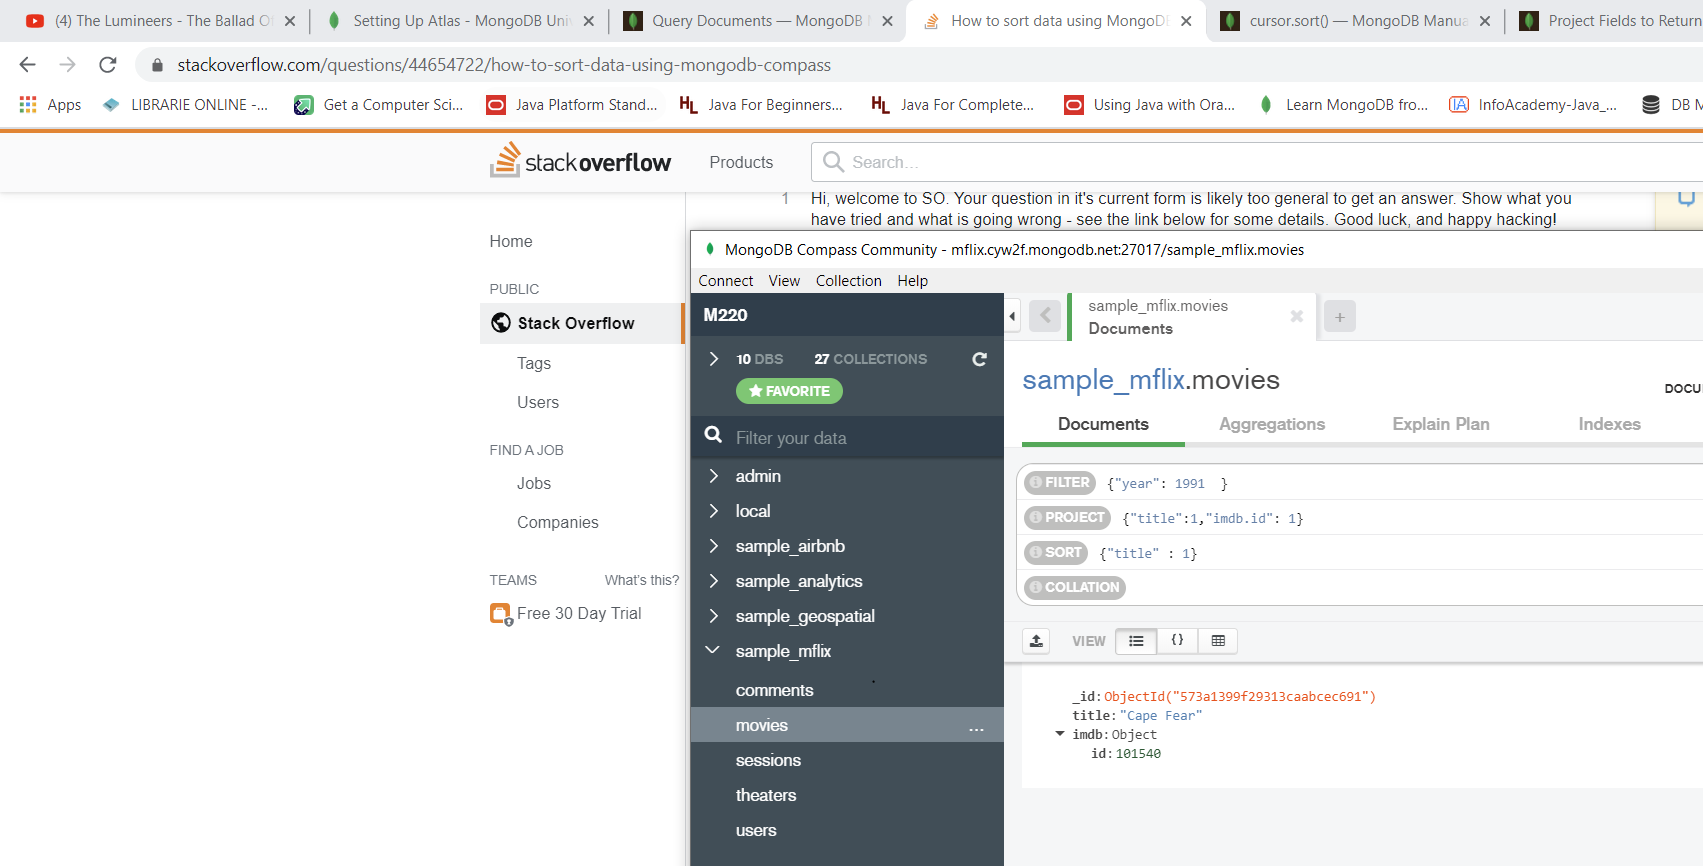 (4) The Lumineers - The Ballad O
Setting Up Atlas - MongoDB Uni
Query Documents — MongoDB
How to sort data using MongoDB
cursor.sort() — MongoDB Manua
Project Fields to Return
stackoverflow.com/questions/44654722/how-to-sort-data-using-mongodb-compass
Apps
LIBRARIE ONLINE -...
Get a Computer Sci...
Java Platform Stand...
HL Java For Beginners...
HL Java For Complete...
Using Java with Ora...
Learn MongoDB fro...
IA InfoAcademy-Java_...
DB M
stackoverflow
Products
Search...
1 Hi, welcome to SO. Your question in it's current form is likely too general to get an answer. Show what you
have tried and what is going wrong - see the link below for some details. Good luck, and happy hacking!
Home
PUBLIC
Stack Overflow
Tags
Users
FIND A JOB
Jobs
Companies
TEAMS What's this?
Free 30 Day Trial
MongoDB Compass Community - mflix.cyw2f.mongodb.net:27017/sample_mflix.movies
Connect View Collection Help
M220
10 DBS 27 COLLECTIONS
FAVORITE
Filter your data
admin
local
sample_airbnb
sample_analytics
sample_geospatial
sample_mflix
comments
movies ...
sessions
theaters
users
sample_mflix.movies
Documents
+
sample_mflix.movies
DOCU
Documents Aggregations Explain Plan Indexes
FILTER {"year": 1991 }
PROJECT {"title":1,"imdb.id": 1}
SORT {"title" : 1}
COLLATION
VIEW {}
_id:ObjectId("573a1399f29313caabcec691")
title:"Cape Fear"
imdb:Object
id:101540